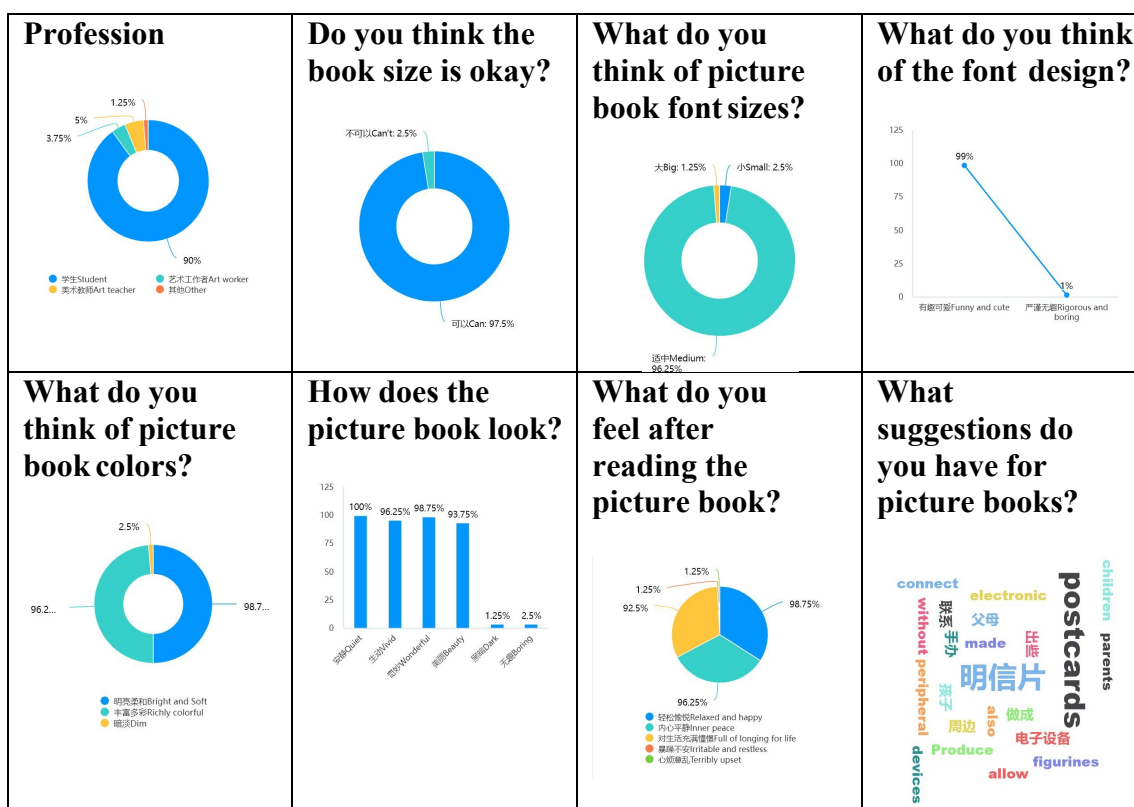 Profession
1.25%
5%
3.75%
90%
学生Student
艺术工作者Art worker
美术教师Art teacher
其他Other
Do you think the
book size is okay?
不可以Can't: 2.5%
可以Can: 97.5%
What do you
think of picture
book font sizes?
大Big: 1.25%
小Small: 2.5%
适中Medium:
96.25%
What do you think
of the font design?
125
100
75
50
25
0
99%
1%
有趣可爱Funny and cute
严谨无趣Rigorous and
boring
What do you
think of picture
book colors?
2.5%
96.2...
98.7...
明亮柔和Bright and Soft
丰富多彩Richly colorful
暗淡Dim
How does the
picture book look?
125
100
75
50
25
0
100%
96.25%
98.75%
93.75%
1.25%
2.5%
安静Quiet
生动Vivid
奇妙Wonderful
美丽Beauty
黑暗Dark
无趣Boring
What do you
feel after
reading the
picture book?
1.25%
1.25%
92.5%
98.75%
96.25%
轻松愉悦Relaxed and happy
内心平静Inner peace
对生活充满憧憬Full of longing for life
暴躁不安Irritable and restless
心烦意乱Terribly upset
What
suggestions do
you have for
picture books?
connect
electronic
children
postcards
without
联系
父母
手办
made
出些
parents
明信片
孩子
peripheral
周边
also
做成
电子设备
Produce
figurines
devices
allow